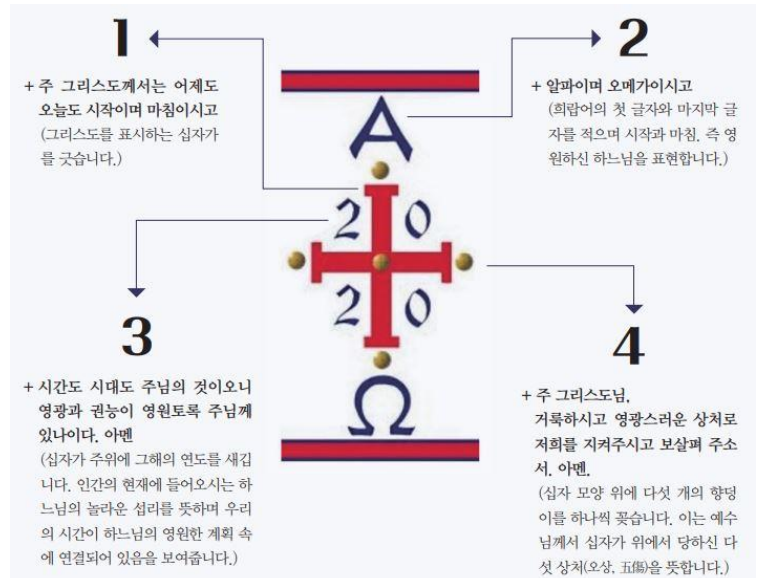 1
+ 주 그리스도께서는 어제도
오늘도 시작이며 마침이시고
(그리스도를 표시하는 십자가
를 긋습니다.)
2
+ 알파이며 오메가이시고
(희랍어의 첫 글자와 마지막 글
자를 적으며 시작과 마침. 즉 영
원하신 하느님을 표현합니다.)
Α
2 0
2 0
Ω
3
+ 시간도 시대도 주님의 것이오니
영광과 권능이 영원토록 주님께
있나이다. 아멘
(십자가 주위에 그해의 연도를 새깁
니다. 인간의 현재에 들어오시는 하
느님의 놀라운 섭리를 뜻하며 우리
의 시간이 하느님의 영원한 계획 속
에 연결되어 있음을 보여줍니다.)
4
+ 주 그리스도님,
거룩하시고 영광스러운 상처로
저희를 지켜주시고 보살펴 주소
서. 아멘.
(십자 모양 위에 다섯 개의 향덩
이를 하나씩 꽂습니다. 이는 예수
님께서 십자가 위에서 당하신 다
섯 상처(오상, 五傷)을 뜻합니다.)